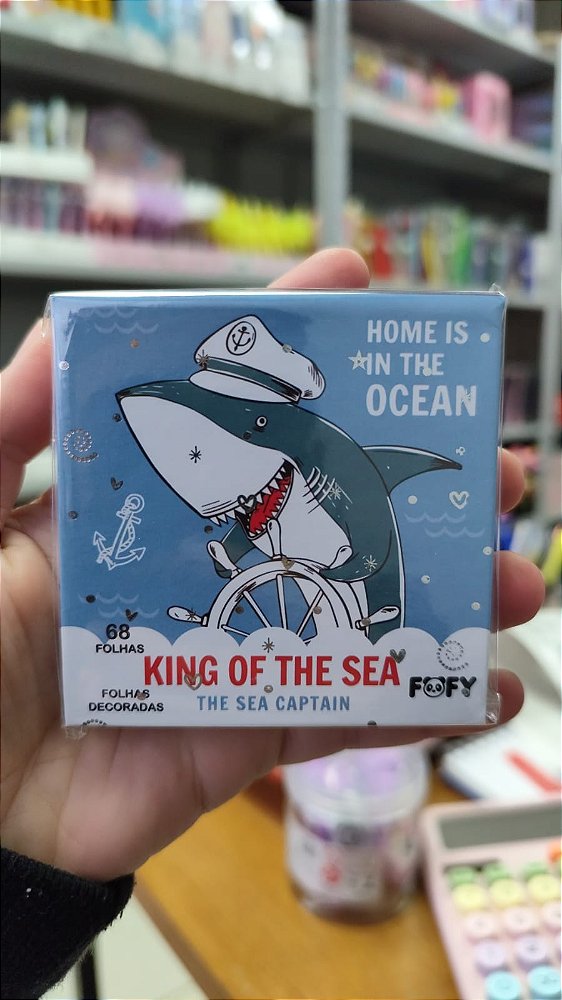 HOME IS
IN THE
OCEAN
68
FOLHAS
FOLHAS
DECORADAS
KING OF THE SEA
THE SEA CAPTAIN
FOFY